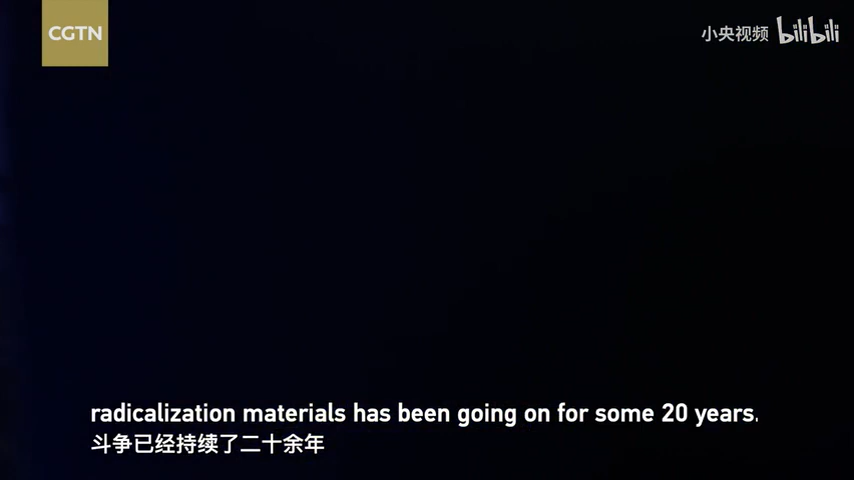 CGTN
小央视频 bilibili
radicalization materials has been going on for some 20 years.
斗争已经持续了二十余年